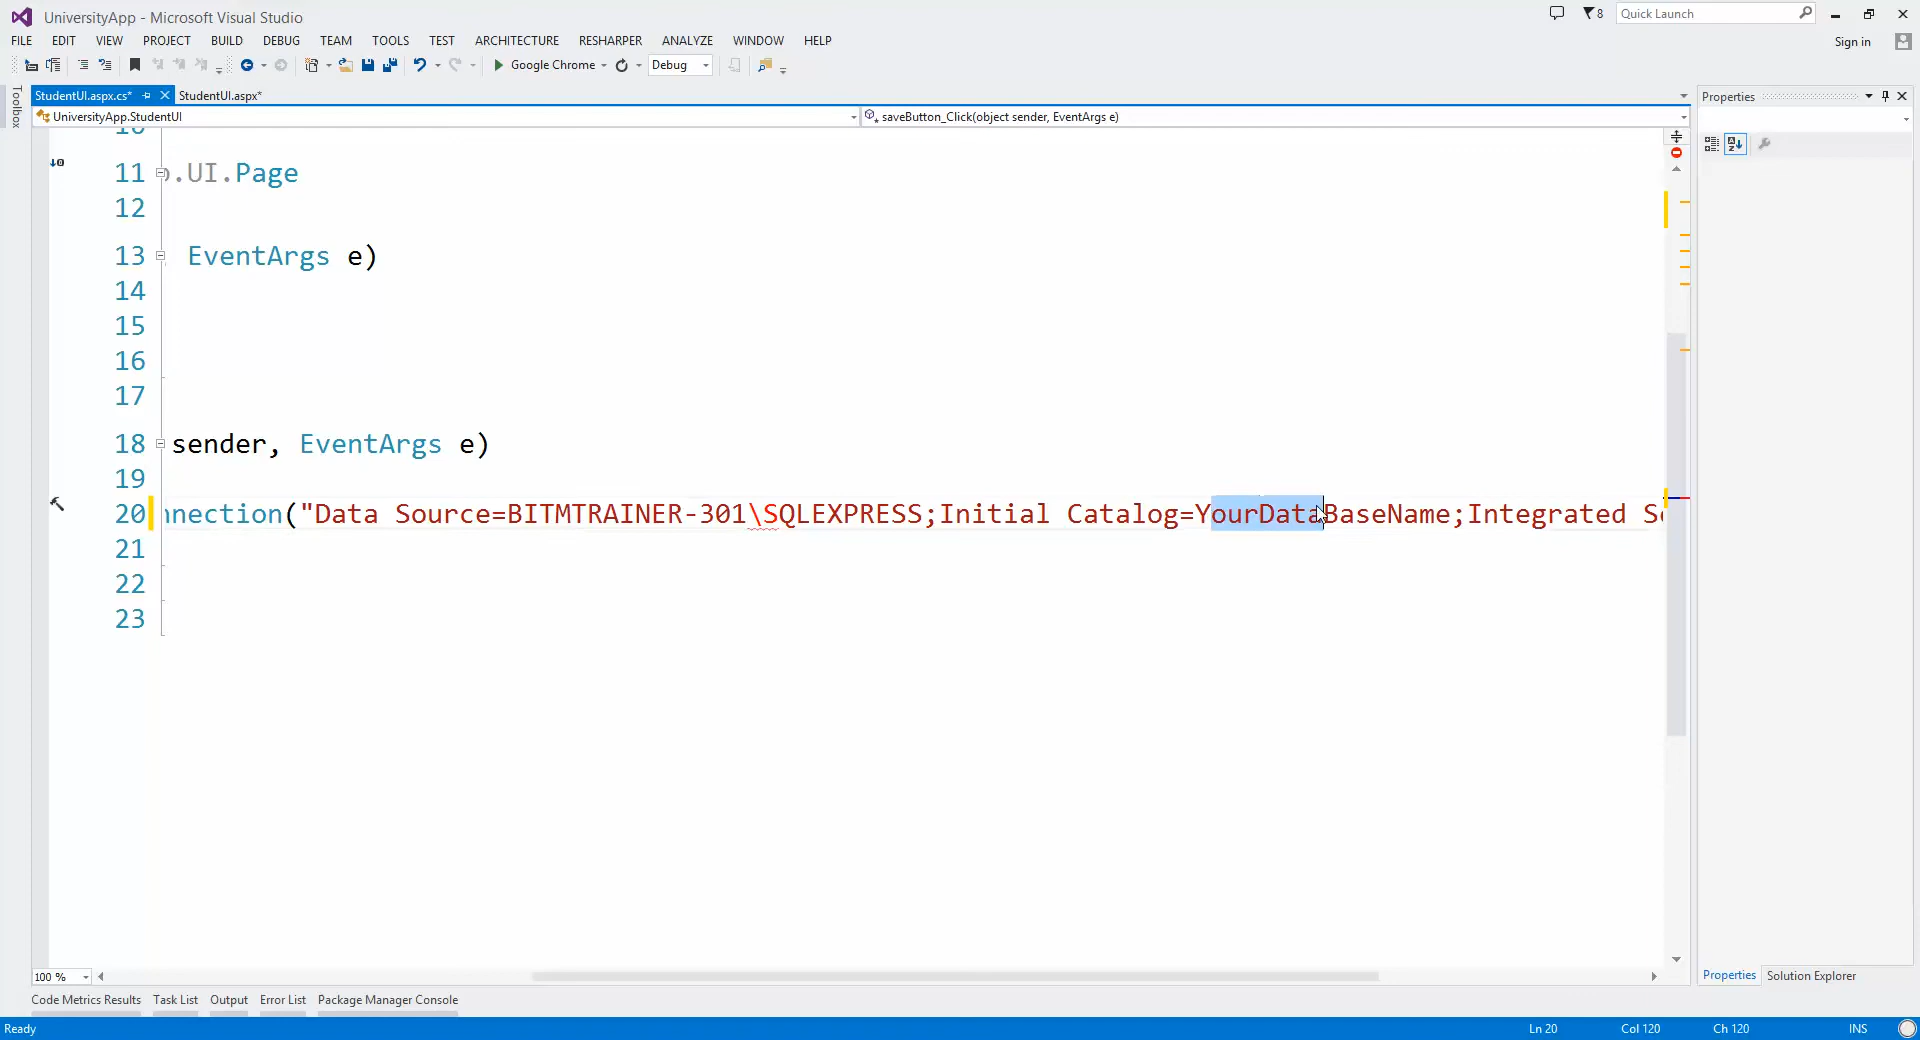 UniversityApp - Microsoft Visual Studio
8
Quick Launch
FILE EDIT VIEW PROJECT BUILD DEBUG TEAM TOOLS TEST ARCHITECTURE RESHARPER ANALYZE WINDOW HELP
Sign in
Google Chrome Debug
Toolbox
StudentUI.aspx.cs* StudentUI.aspx*
Properties
UniversityApp.StudentUI saveButton_Click(object sender, EventArgs e)
10
11 .UI.Page
12
13 EventArgs e)
14
15
16
17
18 sender, EventArgs e)
19
20 nnection("Data Source=BITMTRAINER-301\SQLEXPRESS;Initial Catalog=YourDataBaseName;Integrated S
21
22
23
100 %
Properties Solution Explorer
Code Metrics Results Task List Output Error List Package Manager Console
Ready Ln 20 Col 120 Ch 120 INS